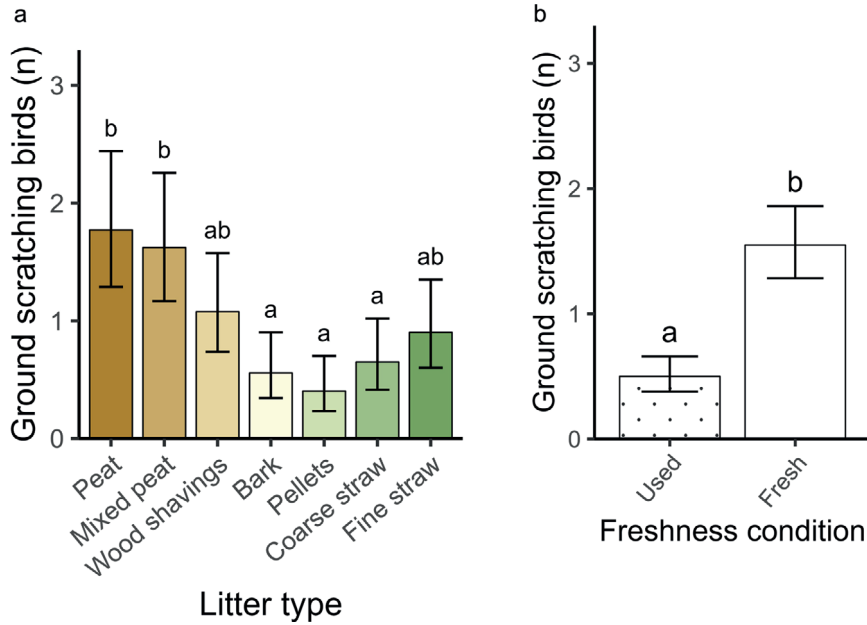 a
Ground scratching birds (n)
3
2
1
0
b
b
ab
a
a
a
ab
Peat
Mixed peat
Wood shavings
Bark
Pellets
Coarse straw
Fine straw
Litter type
b
Ground scratching birds (n)
3
2
1
0
a
b
Used
Fresh
Freshness condition